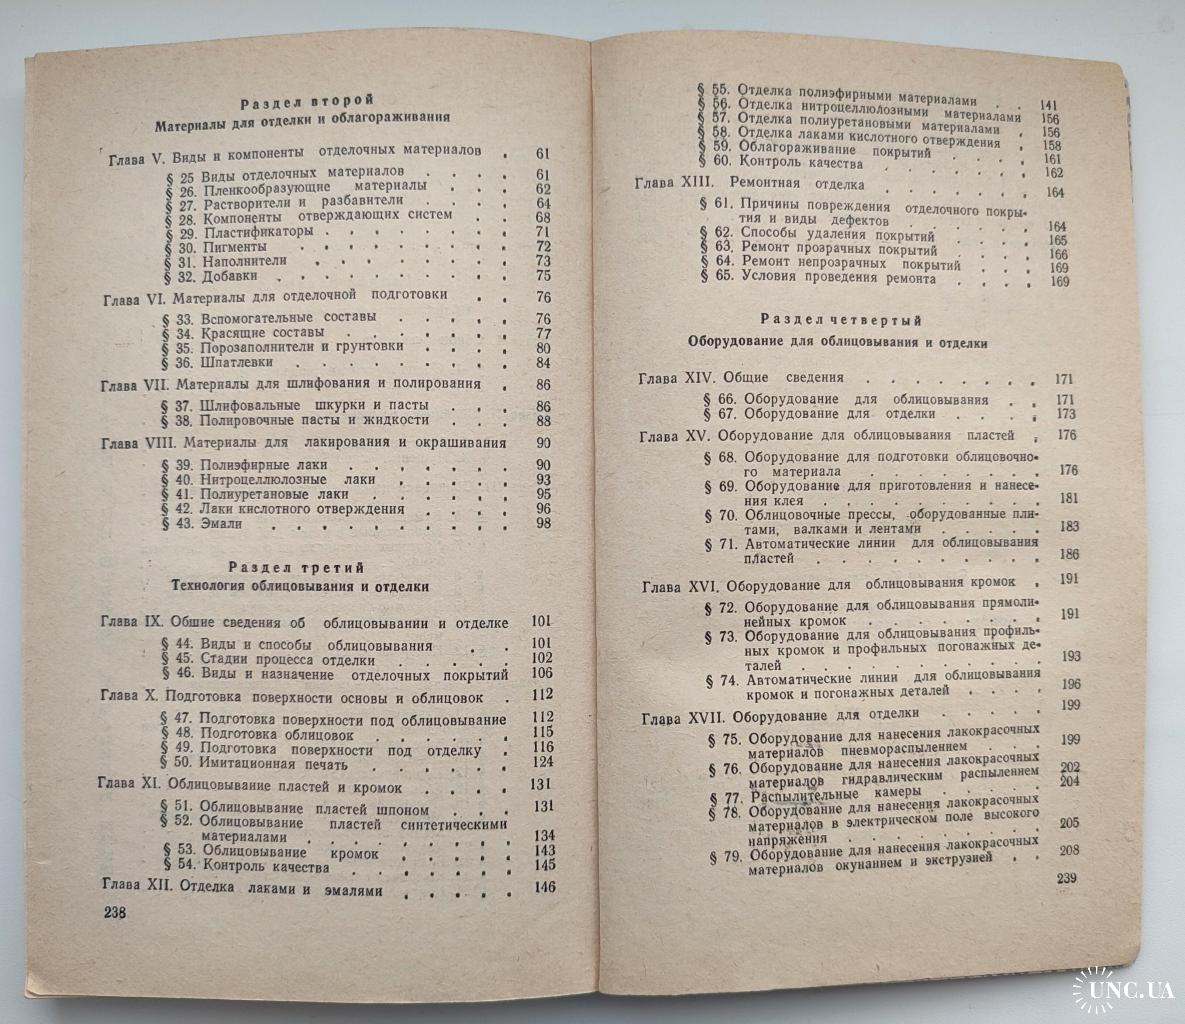 Раздел второй
Материалы для отделки и облагораживания
Глава V. Виды и компоненты отделочных материалов . 61
§ 25 Виды отделочных материалов . . . . 61
§ 26. Пленкообразующие материалы . . . 62
§ 27. Растворители и разбавители . . . . 64
§ 28. Компоненты отверждающих систем . . 68
§ 29. Пластификаторы . . . . . . . 71
§ 30. Пигменты . . . . . . . . 72
§ 31. Наполнители . . . . . . . 73
§ 32. Добавки . . . . . . . . 75
Глава VI. Материалы для отделочной подготовки . . 76
§ 33. Вспомогательные составы . . . . . 76
§ 34. Красящие составы . . . . . . 77
§ 35. Порозаполнители и грунтовки . . . . 80
§ 36. Шпатлевки . . . . . . . . 84
Глава VII. Материалы для шлифования и полирования . 86
§ 37. Шлифовальные шкурки и пасты . . . 86
§ 38. Полировочные пасты и жидкости . . . 88
Глава VIII. Материалы для лакирования и окрашивания 90
§ 39. Полиэфирные лаки . . . . . . 90
§ 40. Нитроцеллюлозные лаки . . . . . 93
§ 41. Полиуретановые лаки . . . . . . 95
§ 42. Лаки кислотного отверждения . . . . 96
§ 43. Эмали . . . . . . . . . 98
Раздел третий
Технология облицовывания и отделки
Глава IX. Обшие сведения об облицовывании и отделке 101
§ 44. Виды и способы облицовывания . . 101
§ 45. Стадии процесса отделки . . . . . 102
§ 46. Виды и назначение отделочных покрытий 106
Глава X. Подготовка поверхности основы и облицовок . 112
§ 47. Подготовка поверхности под облицовывание 112
§ 48. Подготовка облицовок . . . . . . 115
§ 49. Подготовка поверхности под отделку . 116
§ 50. Имитационная печать . . . . . . 124
Глава XI. Облицовывание пластей и кромок . . . . 131
§ 51. Облицовывание пластей шпоном . . . 131
§ 52. Облицовывание пластей синтетическими
материалами . . . . . . . . 134
§ 53. Облицовывание кромок . . . . . 143
§ 54. Контроль качества . . . . . . 145
Глава XII. Отделка лаками и эмалями . . . . . 146
238
§ 55. Отделка полиэфирными материалами . . 141
§ 56. Отделка нитроцеллюлозными материалами 156
§ 57. Отделка полиуретановыми материалами . 156
§ 58. Отделка лаками кислотного отверждения . 158
§ 59. Облагораживание покрытий . . . . 161
§ 60. Контроль качества . . . . . . 162
Глава XIII. Ремонтная отделка . . . . . . 164
§ 61. Причины повреждения отделочного покры-
тия и виды дефектов . . . . . 164
§ 62. Способы удаления покрытий . . . . 165
§ 63. Ремонт прозрачных покрытий . . . . 166
§ 64. Ремонт непрозрачных покрытий . . . 169
§ 65. Условия проведения ремонта . . . . 169
Раздел четвертый
Оборудование для облицовывания и отделки
Глава XIV. Общие сведения . . . . . . . . 171
§ 66. Оборудование для облицовывания . . 171
§ 67. Оборудование для отделки . . . . 173
Глава XV. Оборудование для облицовывания пластей . 176
§ 68. Оборудование для подготовки облицовочно-
го материала . . . . . . . . 176
§ 69. Оборудование для приготовления и нанесе-
ния клея . . . . . . . . . 181
§ 70. Облицовочные прессы, оборудованные пли-
тами, валками и лентами . . . . . 183
§ 71. Автоматические линии для облицовывания
пластей . . . . . . . . . 186
Глава XVI. Оборудование для облицовывания кромок . 191
§ 72. Оборудование для облицовывания прямоли-
нейных кромок . . . . . . . 191
§ 73. Оборудование для облицовывания профиль-
ных кромок и профильных погонажных де-
талей . . . . . . . . . 193
§ 74. Автоматические линии для облицовывания
кромок и погонажных деталей . . . . 196
Глава XVII. Оборудование для отделки . . . . . 199
§ 75. Оборудование для нанесения лакокрасочных
материалов пневмораспылением . . . 199
§ 76. Оборудование для нанесения лакокрасочных
материалов гидравлическим распылением 202
§ 77. Распылительные камеры . . . . . 204
§ 78. Оборудование для нанесения лакокрасочных
материалов в электрическом поле высокого
напряжения . . . . . . . . 205
§ 79. Оборудование для нанесения лакокрасочных
материалов окунанием и экструзией . . 208
239
UNC.UA